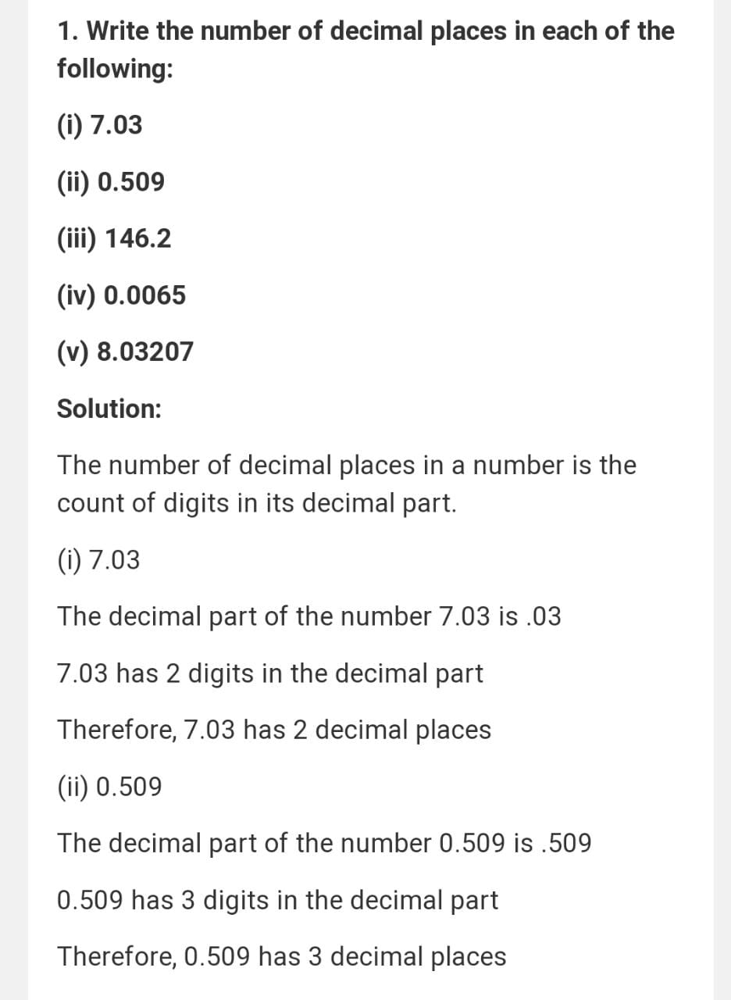 1. Write the number of decimal places in each of the
following:
(i) 7.03
(ii) 0.509
(iii) 146.2
(iv) 0.0065
(v) 8.03207
Solution:
The number of decimal places in a number is the
count of digits in its decimal part.
(i) 7.03
The decimal part of the number 7.03 is .03
7.03 has 2 digits in the decimal part
Therefore, 7.03 has 2 decimal places
(ii) 0.509
The decimal part of the number 0.509 is .509
0.509 has 3 digits in the decimal part
Therefore, 0.509 has 3 decimal places